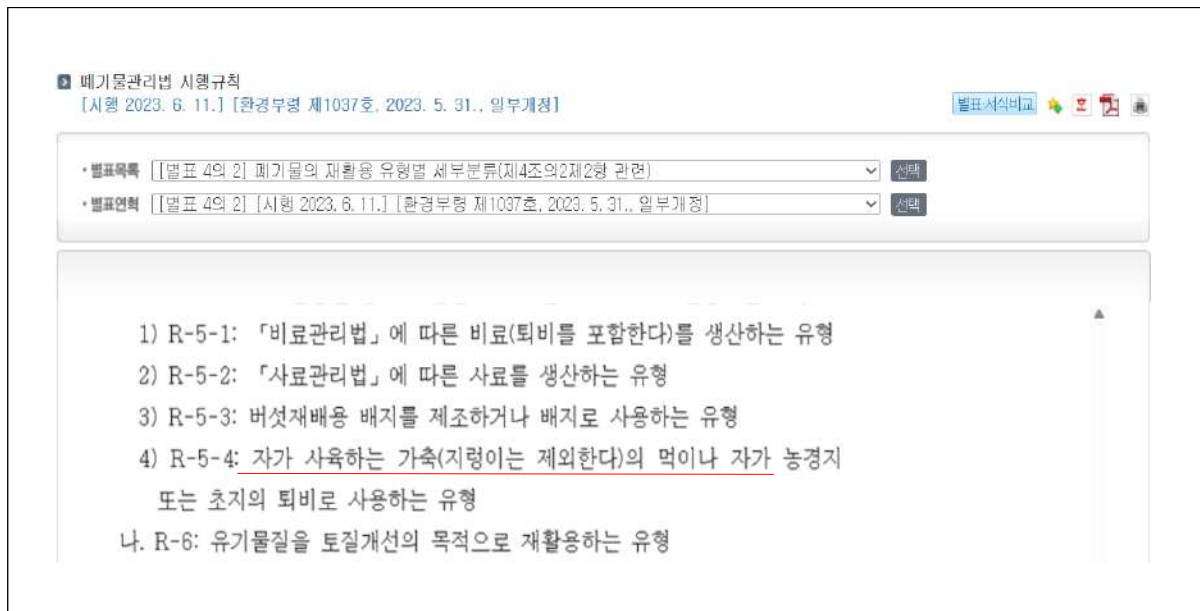 폐기물관리법 시행규칙
[시행 2023. 6. 11.] [환경부령 제1037호, 2023. 5. 31., 일부개정]
별표·서식비교
• 별표목록 [[별표 4의 2] 폐기물의 재활용 유형별 세부분류(제4조의2제2항 관련) 선택
• 별표연혁 [[별표 4의 2] [시행 2023. 6. 11.] [환경부령 제1037호, 2023. 5. 31., 일부개정] 선택
1) R-5-1: 「비료관리법」에 따른 비료(퇴비를 포함한다)를 생산하는 유형
2) R-5-2: 「사료관리법」에 따른 사료를 생산하는 유형
3) R-5-3: 버섯재배용 배지를 제조하거나 배지로 사용하는 유형
4) R-5-4: 자가 사육하는 가축(지렁이는 제외한다)의 먹이나 자가 농경지
또는 초지의 퇴비로 사용하는 유형
나. R-6: 유기물질을 토질개선의 목적으로 재활용하는 유형